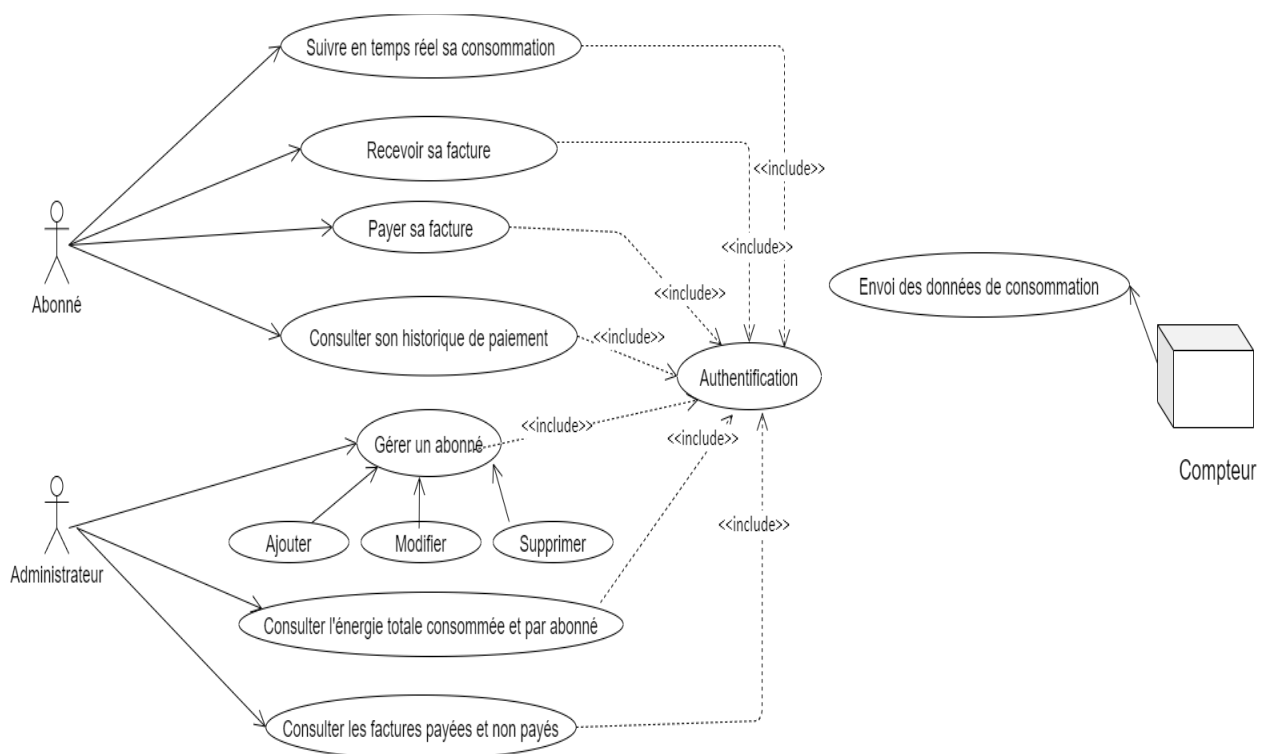 Suivre en temps réel sa consommation
Recevoir sa facture
<<include>>
Payer sa facture
<<include>>
Abonné
Envoi des données de consommation
<<include>>
Consulter son historique de paiement
<<include>>
Authentification
Gérer un abonné
<<include>>
<<include>>
Compteur
Administrateur
Ajouter
Modifier
Supprimer
<<include>>
Consulter l'énergie totale consommée et par abonné
Consulter les factures payées et non payés